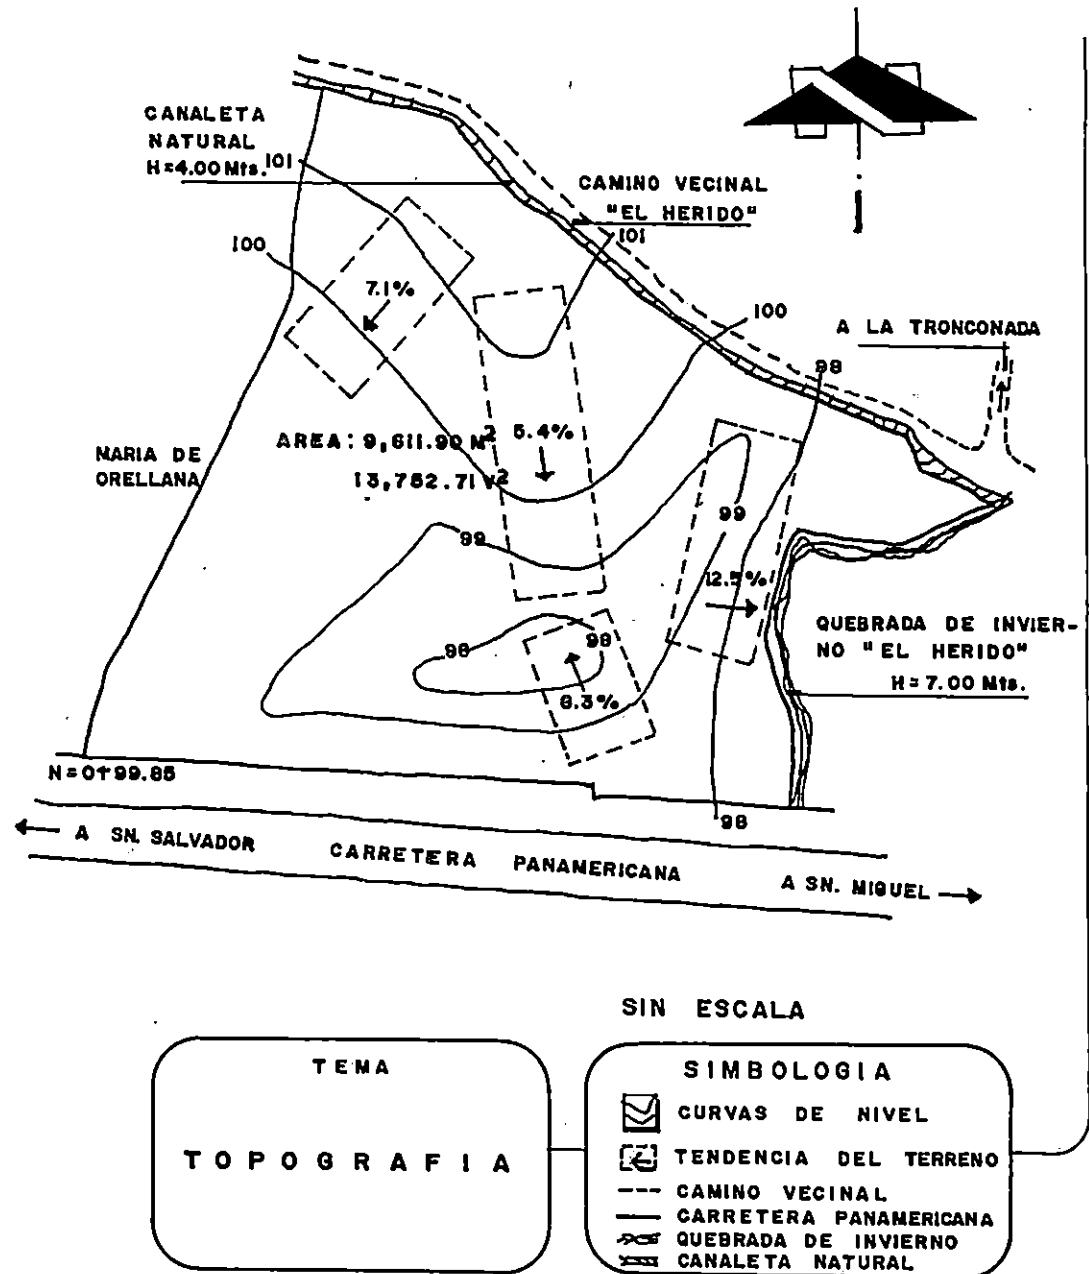 CANALETA
NATURAL
H=4.00 Mts.
101
CAMINO VECINAL
"EL HERIDO"
101
100
7.1%
100
A LA TRONCONADA
98
MARIA DE
ORELLANA
AREA: 9,611.90 M²
13,752.71 V²
5.4%
99
99
12.5%
98
98
6.3%
QUEBRADA DE INVIER-
NO "EL HERIDO"
H=7.00 Mts.
N=0+99.85
98
A SN. SALVADOR
CARRETERA PANAMERICANA
A SN. MIGUEL
SIN ESCALA
TEMA
TOPOGRAFIA
SIMBOLOGIA
CURVAS DE NIVEL
TENDENCIA DEL TERRENO
CAMINO VECINAL
CARRETERA PANAMERICANA
QUEBRADA DE INVIERNO
CANALETA NATURAL